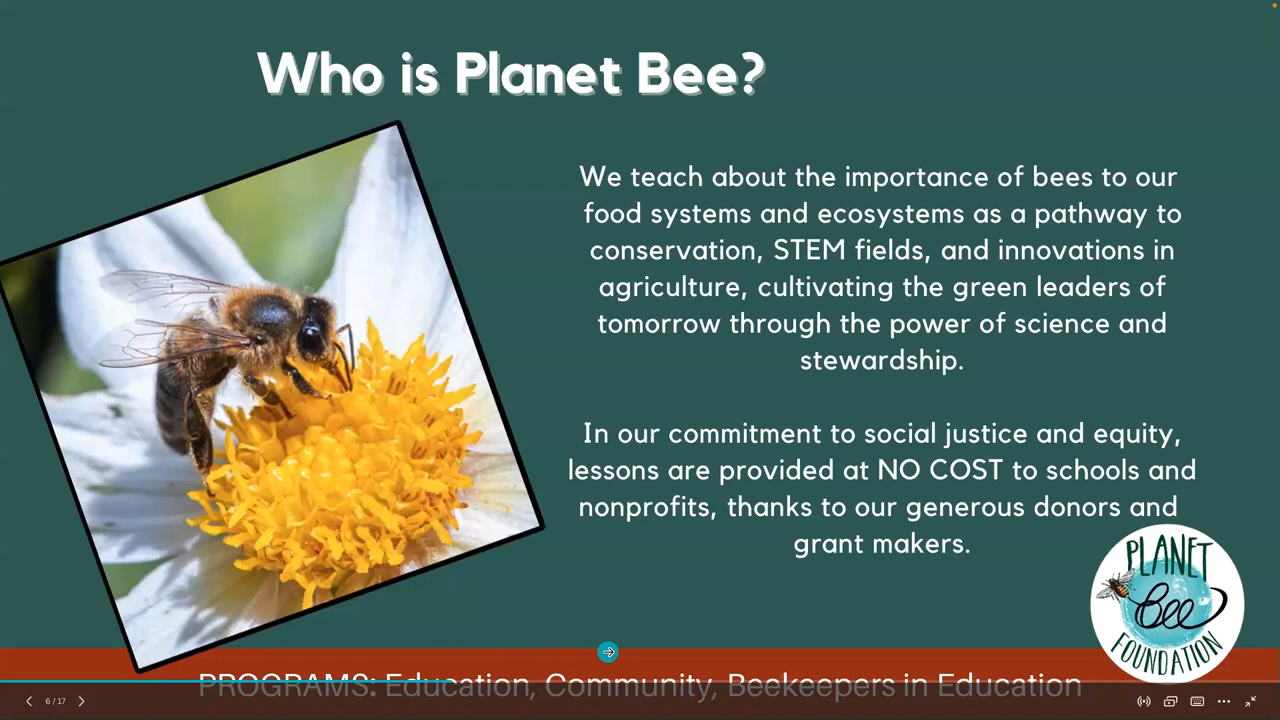 Who is Planet Bee?
We teach about the importance of bees to our
food systems and ecosystems as a pathway to
conservation, STEM fields, and innovations in
agriculture, cultivating the green leaders of
tomorrow through the power of science and
stewardship.
In our commitment to social justice and equity,
lessons are provided at NO COST to schools and
nonprofits, thanks to our generous donors and
grant makers.
PLANET
Bee
FOUNDATION
PROGRAMS: Education, Community, Beekeepers in Education
6 / 17